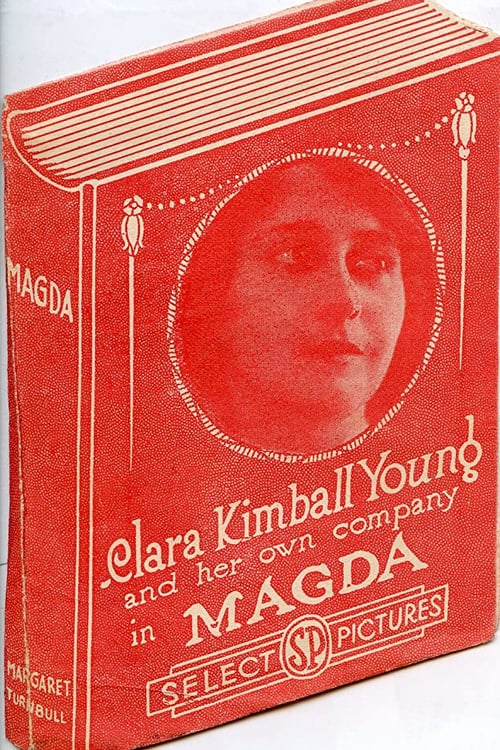 MAGDA
MARGARET
TURNBULL
Clara Kimball Young
and her own company
in MAGDA
SELECT SP PICTURES